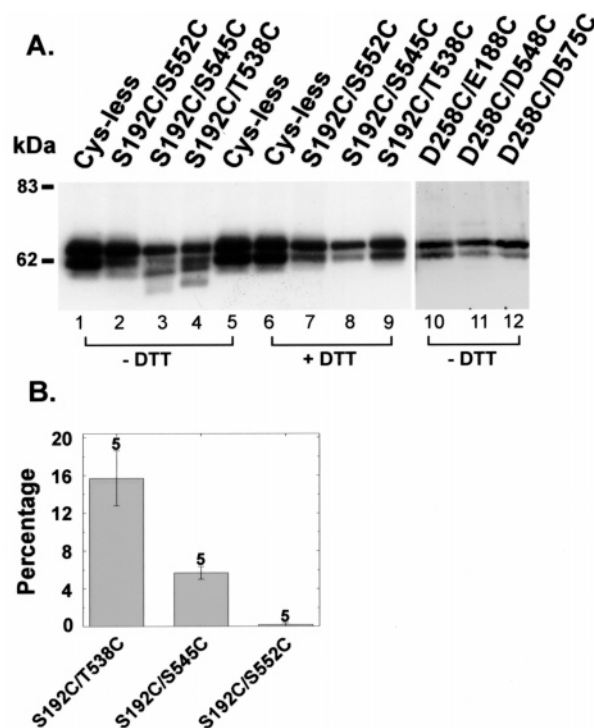 A.
Cys-less S192C/S552C S192C/S545C S192C/T538C Cys-less Cys-less S192C/S552C S192C/S545C S192C/T538C D258C/E188C D258C/D548C D258C/D575C
kDa
83
62
1 2 3 4 5 6 7 8 9 10 11 12
- DTT + DTT - DTT
B.
Percentage
20
16
12
8
4
0
5 5 5
S192C/T538C S192C/S545C S192C/S552C